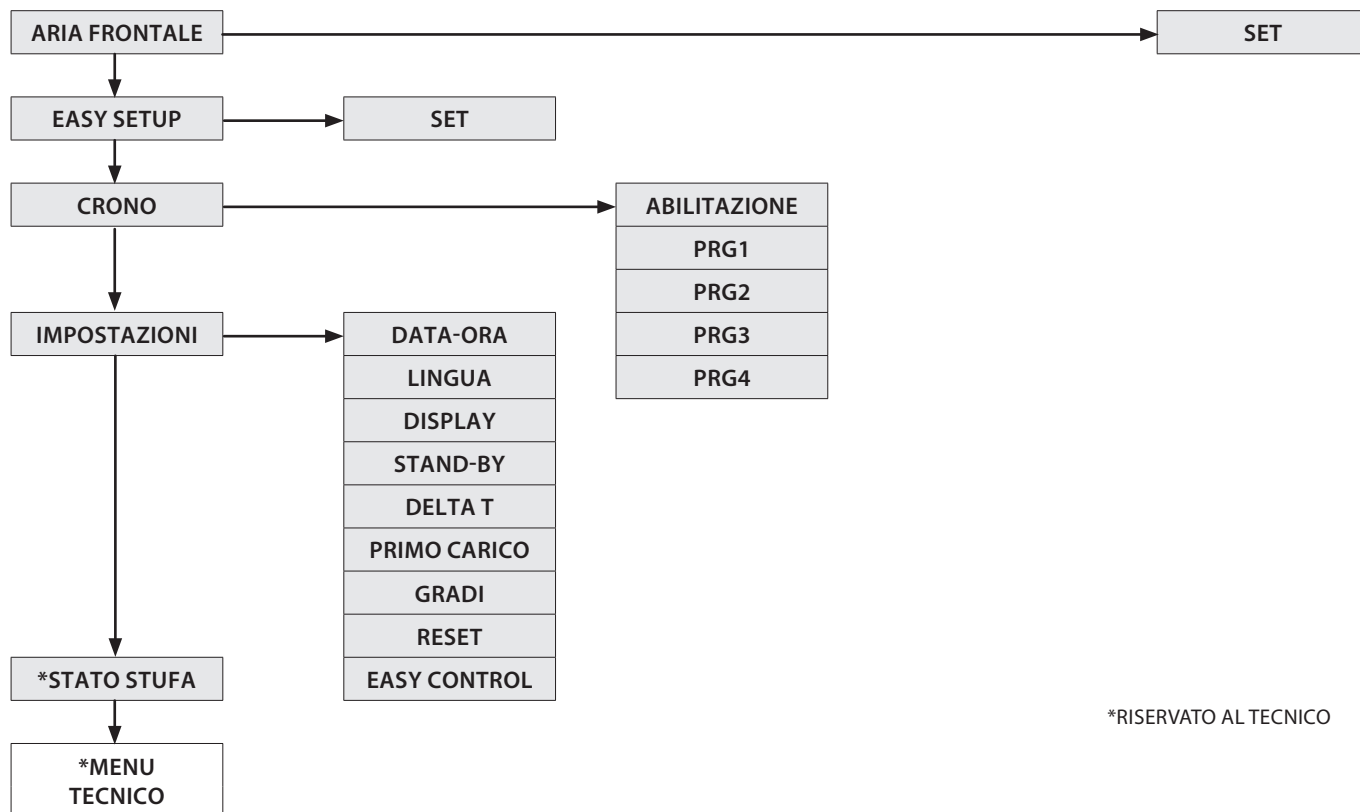 ARIA FRONTALE
SET
EASY SETUP
SET
CRONO
ABILITAZIONE
PRG1
PRG2
PRG3
PRG4
IMPOSTAZIONI
DATA-ORA
LINGUA
DISPLAY
STAND-BY
DELTA T
PRIMO CARICO
GRADI
RESET
EASY CONTROL
*STATO STUFA
*MENU
TECNICO
*RISERVATO AL TECNICO